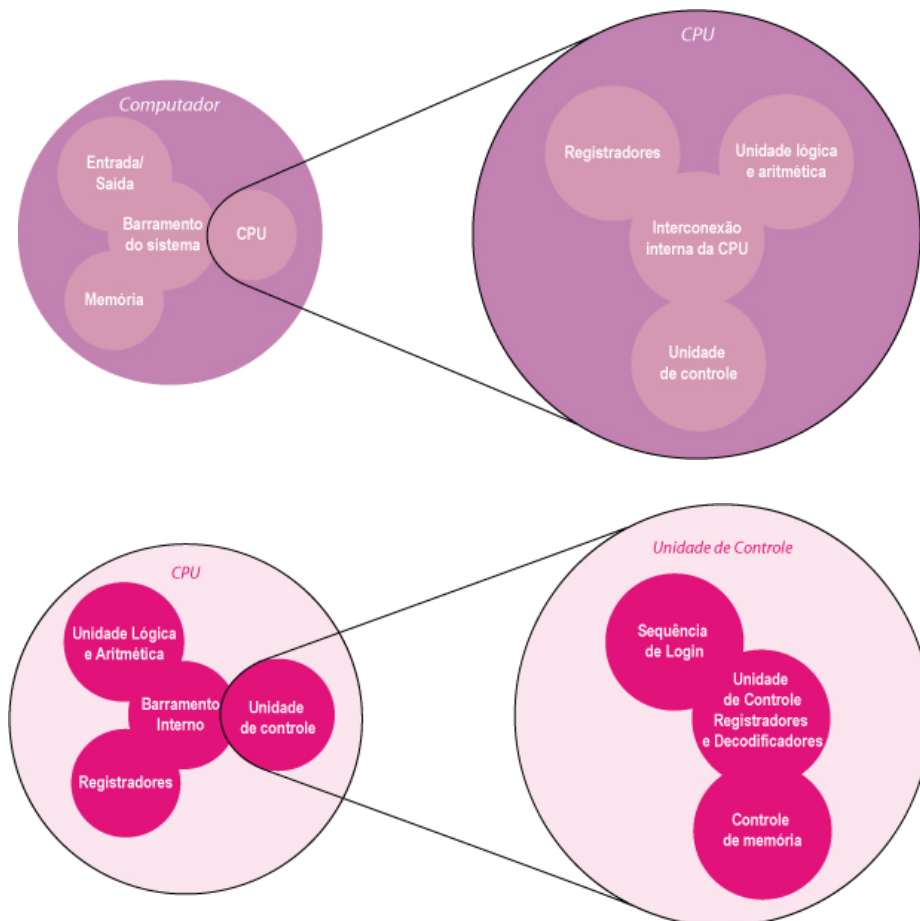 Computador
Entrada/
Saída
Barramento
do sistema
CPU
Memória
CPU
Registradores
Unidade lógica
e aritmètica
Interconexão
interna da CPU
Unidade
de controle
CPU
Unidade Lógica
e Aritmética
Barramento
Interno
Unidade
de controle
Registradores
Unidade de Controle
Sequência
de Login
Unidade
de Controle
Registradores
e Decodificadores
Controle
de memória